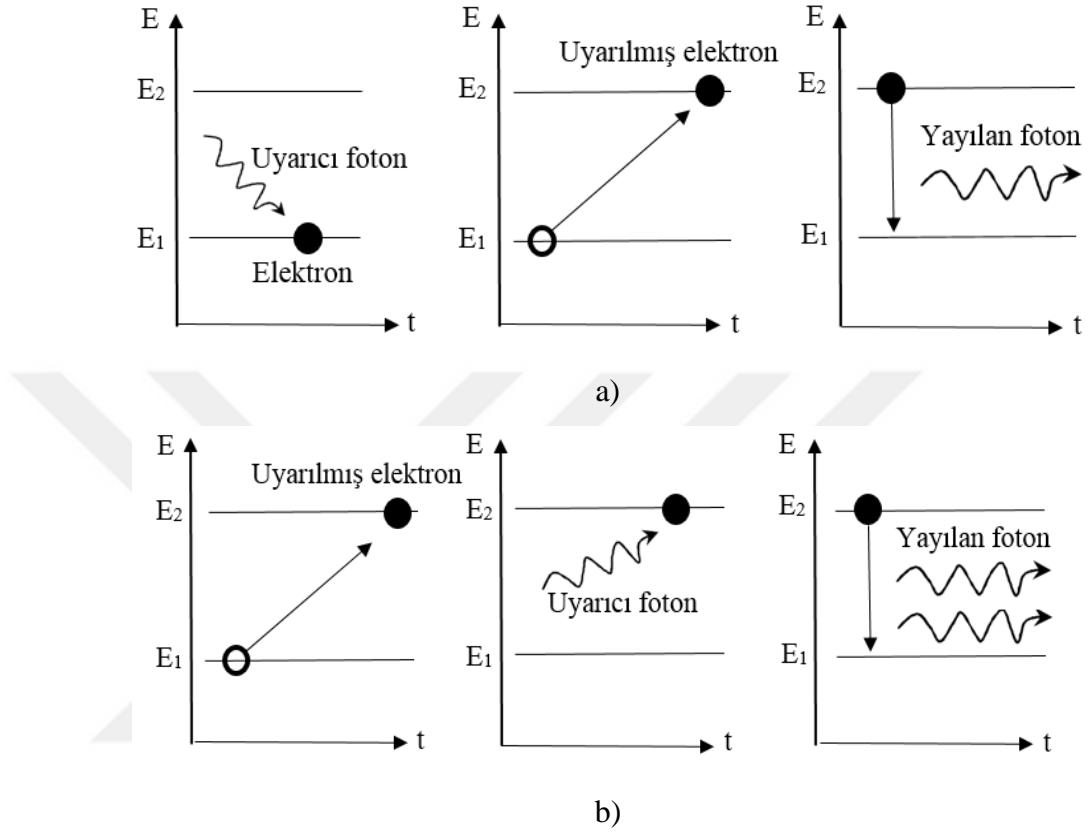 E
E₂
Uyarıcı foton
E₁
Elektron
t
E
Uyarılmış elektron
E₂
E₁
t
E
E₂
Yayılan foton
E₁
t
a)
E
Uyarılmış elektron
E₂
E₁
t
E
E₂
Uyarıcı foton
E₁
t
E
E₂
Yayılan foton
E₁
t
b)